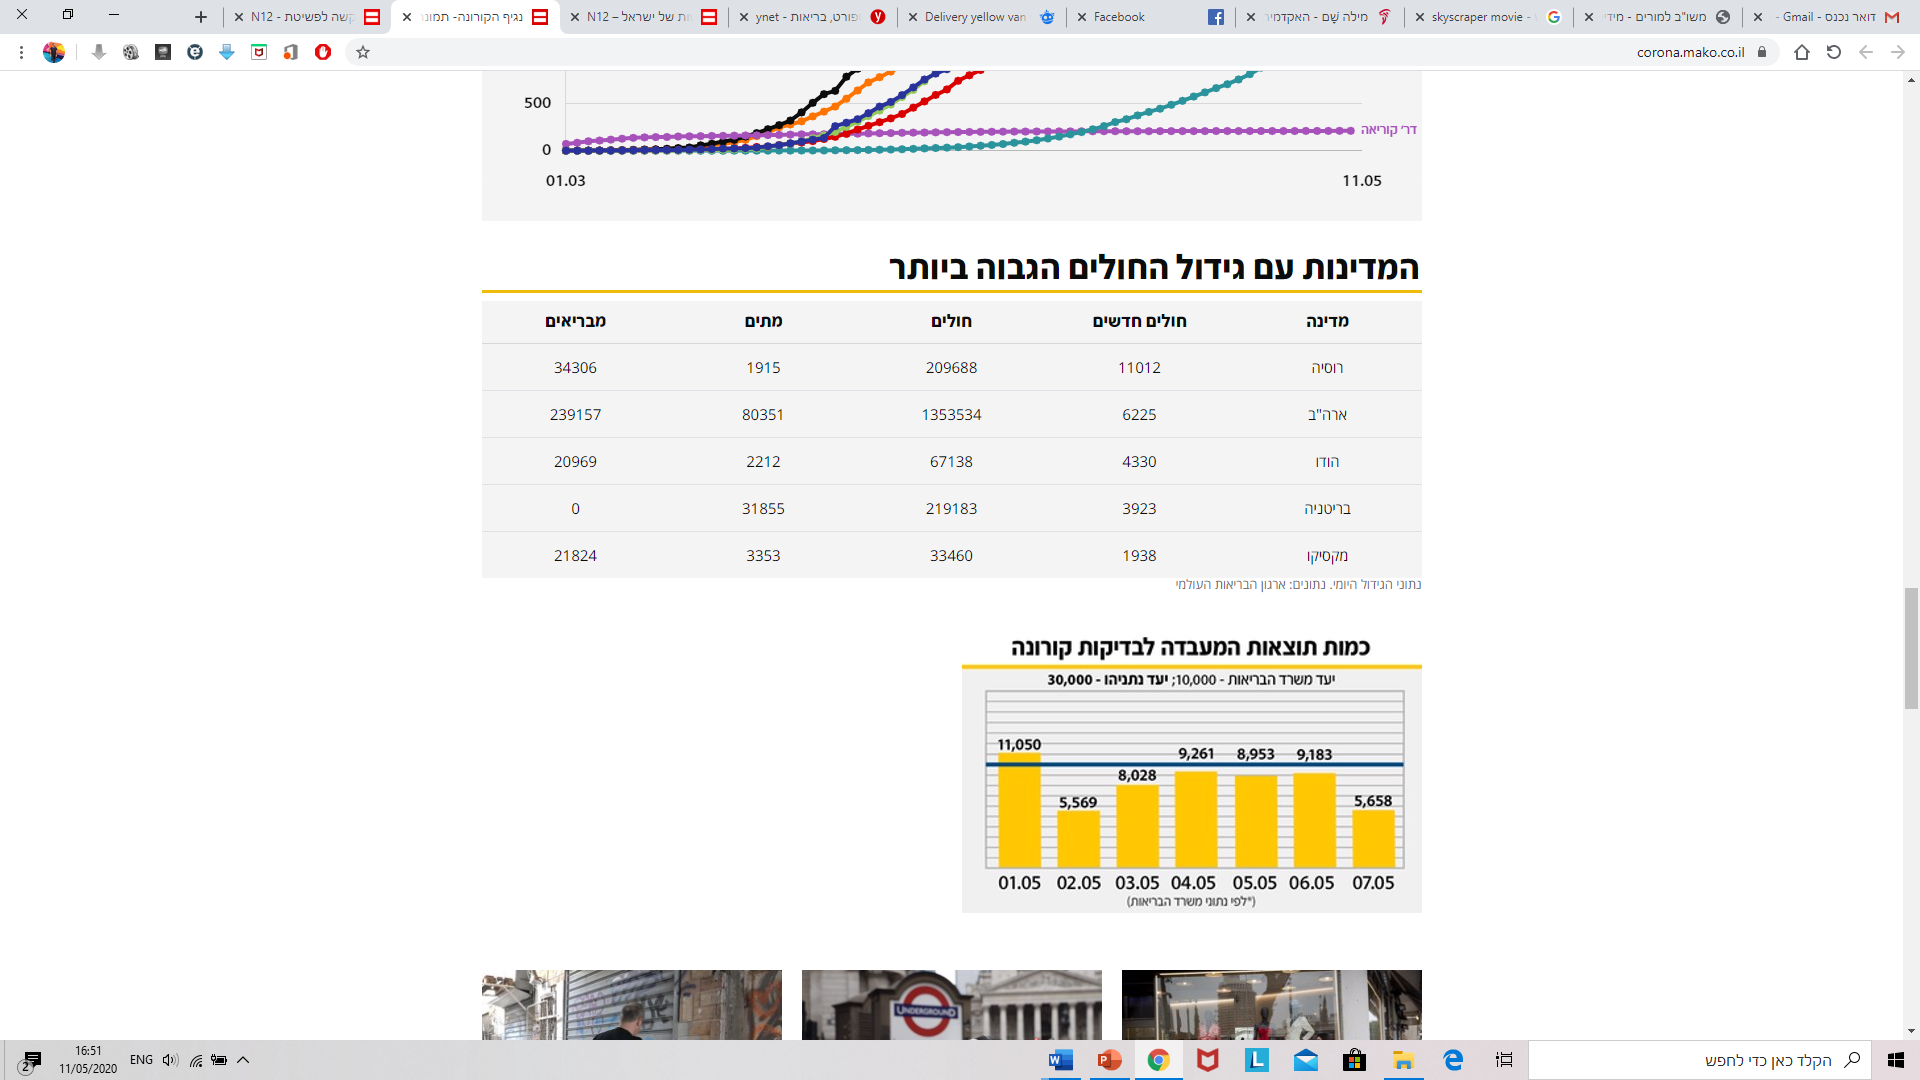 N12 - קשה לפשיטת
נגיף הקורונה- תמונ
N12 – ות של ישראל
ynet - פורט, בריאות
Delivery yellow van
Facebook
מילה שָׁם - האקדמי
skyscraper movie -
משו"ב למורים - מידי
דואר נכנס - Gmail -
corona.mako.co.il
500
דר׳ קוריאה
0
01.03 11.05
המדינות עם גידול החולים הגבוה ביותר
מדינה חולים חדשים חולים מתים מבריאים
רוסיה 11012 209688 1915 34306
ארה"ב 6225 1353534 80351 239157
הודו 4330 67138 2212 20969
בריטניה 3923 219183 31855 0
מקסיקו 1938 33460 3353 21824
נתוני הגידול היומי. נתונים: ארגון הבריאות העולמי
כמות תוצאות המעבדה לבדיקות קורונה
יעד משרד הבריאות - 10,000; יעד נתניהו - 30,000
11,050 5,569 8,028 9,261 8,953 9,183 5,658
01.05 02.05 03.05 04.05 05.05 06.05 07.05
(*לפי נתוני משרד הבריאות)
UNDERGROUND
16:51
11/05/2020
ENG
2
הקלד כאן כדי לחפש